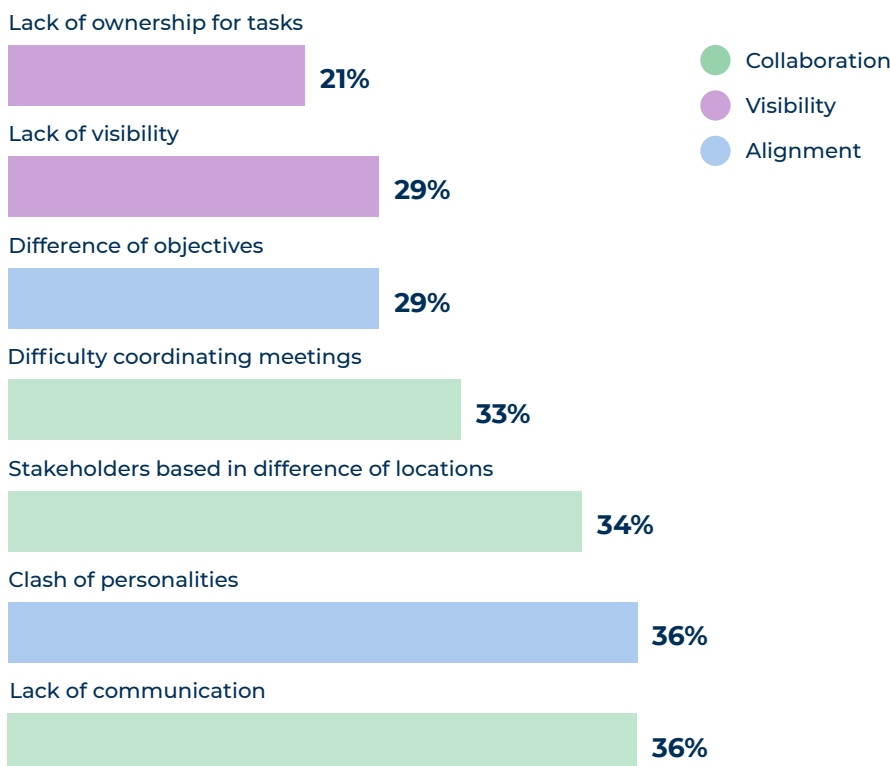 Lack of ownership for tasks
21%
Collaboration
Visibility
Alignment
Lack of visibility
29%
Difference of objectives
29%
Difficulty coordinating meetings
33%
Stakeholders based in difference of locations
34%
Clash of personalities
36%
Lack of communication
36%